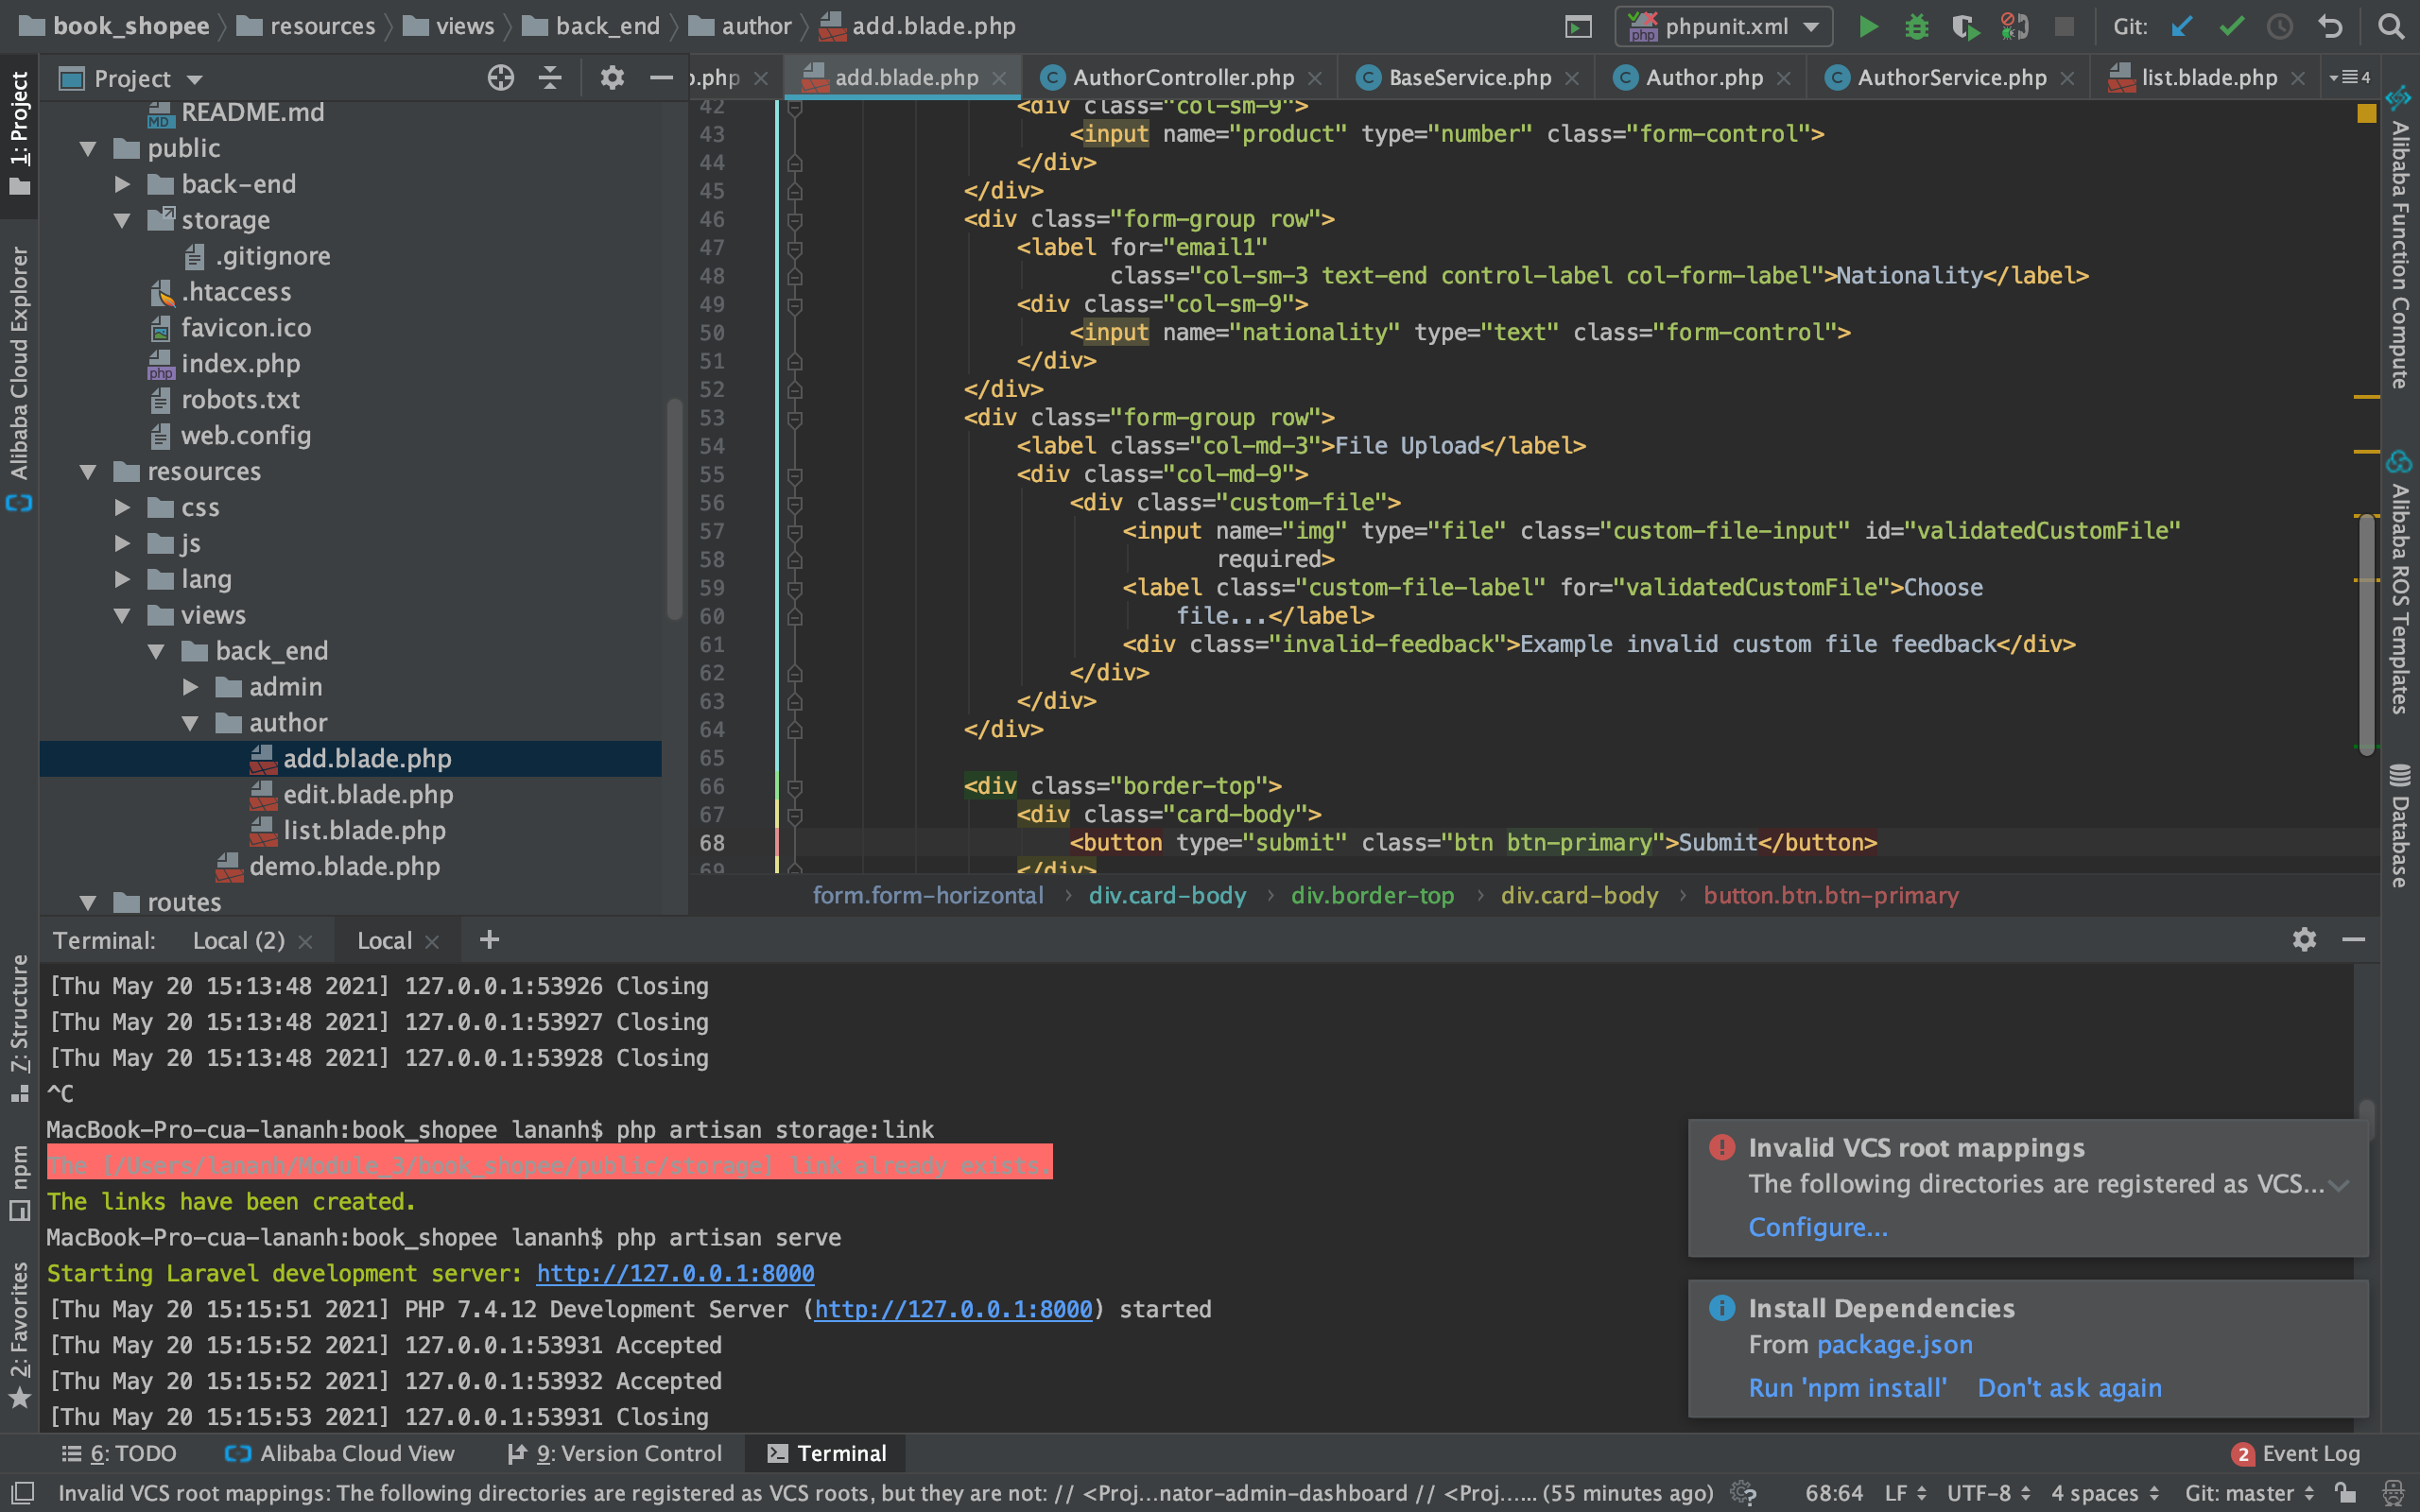 book_shopee
resources
views
back_end
author
add.blade.php
phpunit.xml
Git:
Project
.php
add.blade.php
AuthorController.php
BaseService.php
Author.php
AuthorService.php
list.blade.php
4
1: Project
Alibaba Cloud Explorer
7: Structure
npm
2: Favorites
README.md
public
back-end
storage
.gitignore
.htaccess
favicon.ico
index.php
robots.txt
web.config
resources
css
js
lang
views
back_end
admin
author
add.blade.php
edit.blade.php
list.blade.php
demo.blade.php
routes
42 <div class="col-sm-9">
43 <input name="product" type="number" class="form-control">
44 </div>
45 </div>
46 <div class="form-group row">
47 <label for="email1"
48 class="col-sm-3 text-end control-label col-form-label">Nationality</label>
49 <div class="col-sm-9">
50 <input name="nationality" type="text" class="form-control">
51 </div>
52 </div>
53 <div class="form-group row">
54 <label class="col-md-3">File Upload</label>
55 <div class="col-md-9">
56 <div class="custom-file">
57 <input name="img" type="file" class="custom-file-input" id="validatedCustomFile"
58 required>
59 <label class="custom-file-label" for="validatedCustomFile">Choose
60 file...</label>
61 <div class="invalid-feedback">Example invalid custom file feedback</div>
62 </div>
63 </div>
64 </div>
65
66 <div class="border-top">
67 <div class="card-body">
68 <button type="submit" class="btn btn-primary">Submit</button>
69 </div>
form.form-horizontal › div.card-body › div.border-top › div.card-body › button.btn.btn-primary
Alibaba Function Compute
Alibaba ROS Templates
Database
Terminal: Local (2) Local
[Thu May 20 15:13:48 2021] 127.0.0.1:53926 Closing
[Thu May 20 15:13:48 2021] 127.0.0.1:53927 Closing
[Thu May 20 15:13:48 2021] 127.0.0.1:53928 Closing
^C
MacBook-Pro-cua-lananh:book_shopee lananh$ php artisan storage:link
The [/Users/lananh/Module_3/book_shopee/public/storage] link already exists.
The links have been created.
MacBook-Pro-cua-lananh:book_shopee lananh$ php artisan serve
Starting Laravel development server: http://127.0.0.1:8000
[Thu May 20 15:15:51 2021] PHP 7.4.12 Development Server (http://127.0.0.1:8000) started
[Thu May 20 15:15:52 2021] 127.0.0.1:53931 Accepted
[Thu May 20 15:15:52 2021] 127.0.0.1:53932 Accepted
[Thu May 20 15:15:53 2021] 127.0.0.1:53931 Closing
Invalid VCS root mappings
The following directories are registered as VCS...
Configure...
Install Dependencies
From package.json
Run 'npm install' Don't ask again
6: TODO
Alibaba Cloud View
9: Version Control
Terminal
2 Event Log
Invalid VCS root mappings: The following directories are registered as VCS roots, but they are not: // <Proj...nator-admin-dashboard // <Proj...... (55 minutes ago)
68:64 LF UTF-8 4 spaces Git: master